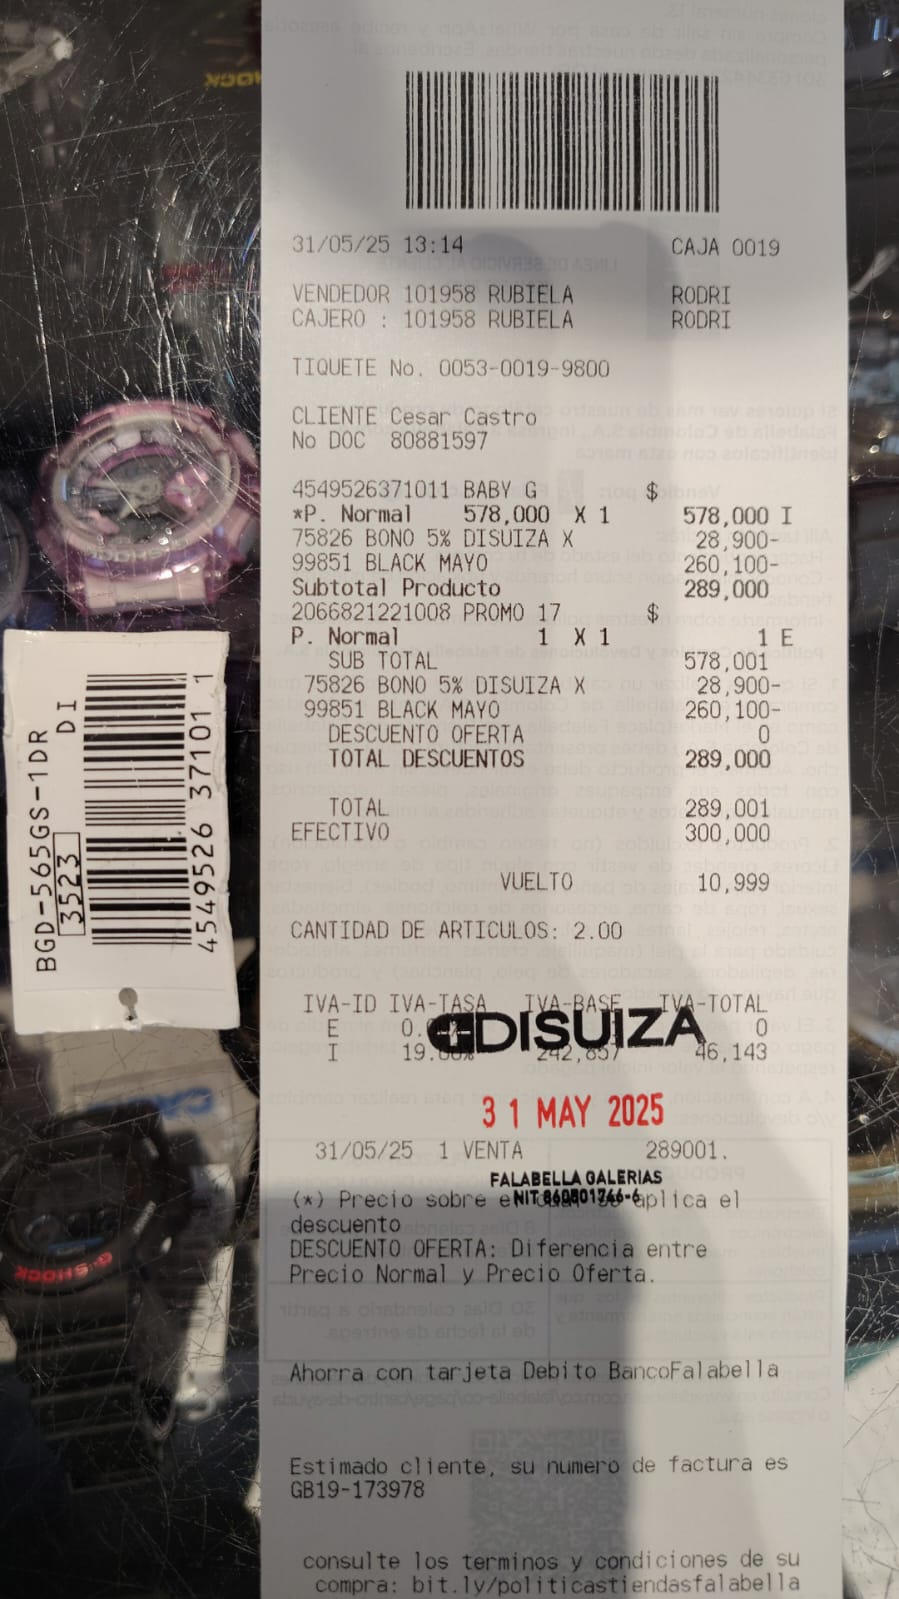 31/05/25 13:14 CAJA 0019
VENDEDOR 101958 RUBIELA RODRI
CAJERO : 101958 RUBIELA RODRI
TIQUETE No. 0053-0019-9800
CLIENTE Cesar Castro
No DOC 80881597
4549526371011 BABY G $
*P. Normal 578,000 X 1 578,000 I
75826 BONO 5% DISUIZA X 28,900-
99851 BLACK MAYO 260,100-
Subtotal Producto 289,000
2066821221008 PROMO 17 $
P. Normal 1 X 1 1 E
SUB TOTAL 578,001
75826 BONO 5% DISUIZA X 28,900-
99851 BLACK MAYO 260,100-
DESCUENTO OFERTA 0
TOTAL DESCUENTOS 289,000
TOTAL 289,001
EFECTIVO 300,000
VUELTO 10,999
CANTIDAD DE ARTICULOS: 2.00
IVA-ID IVA-TASA IVA-BASE IVA-TOTAL
E 0
I 19.00% 242,857 46,143
DISUIZA
31 MAY 2025
31/05/25 1 VENTA 289001.
FALABELLA GALERIAS
NIT
(*) Precio sobre el aplica el
descuento
DESCUENTO OFERTA: Diferencia entre
Precio Normal y Precio Oferta.
Ahorra con tarjeta Debito BancoFalabella
Estimado cliente, su numero de factura es
GB19-173978
consulte los terminos y condiciones de su
compra: bit.ly/politicastiendasfalabella
BGD-565GS-1DR
3523 DI
4549526 37101 1
G-SHOCK